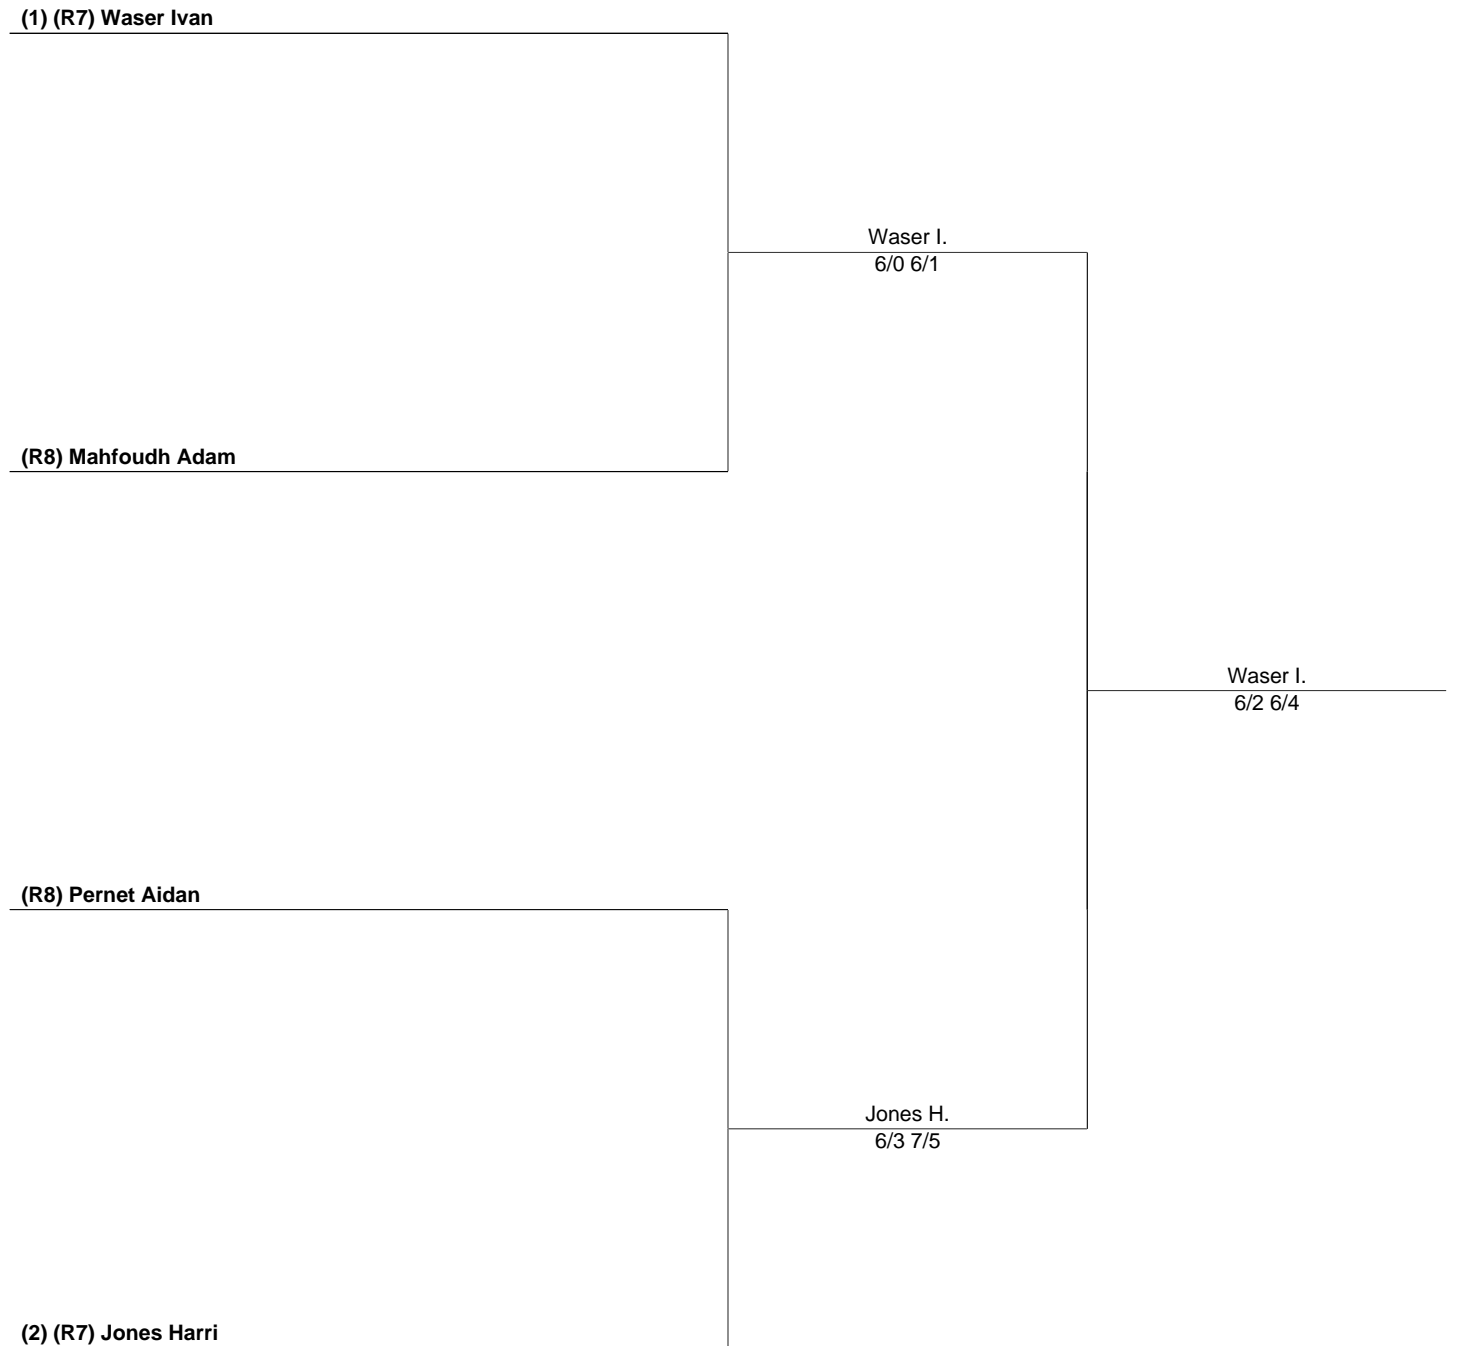 (1) (R7) Waser Ivan
Waser I.
6/0 6/1
(R8) Mahfoudh Adam
Waser I.
6/2 6/4
(R8) Pernet Aidan
Jones H.
6/3 7/5
(2) (R7) Jones Harri